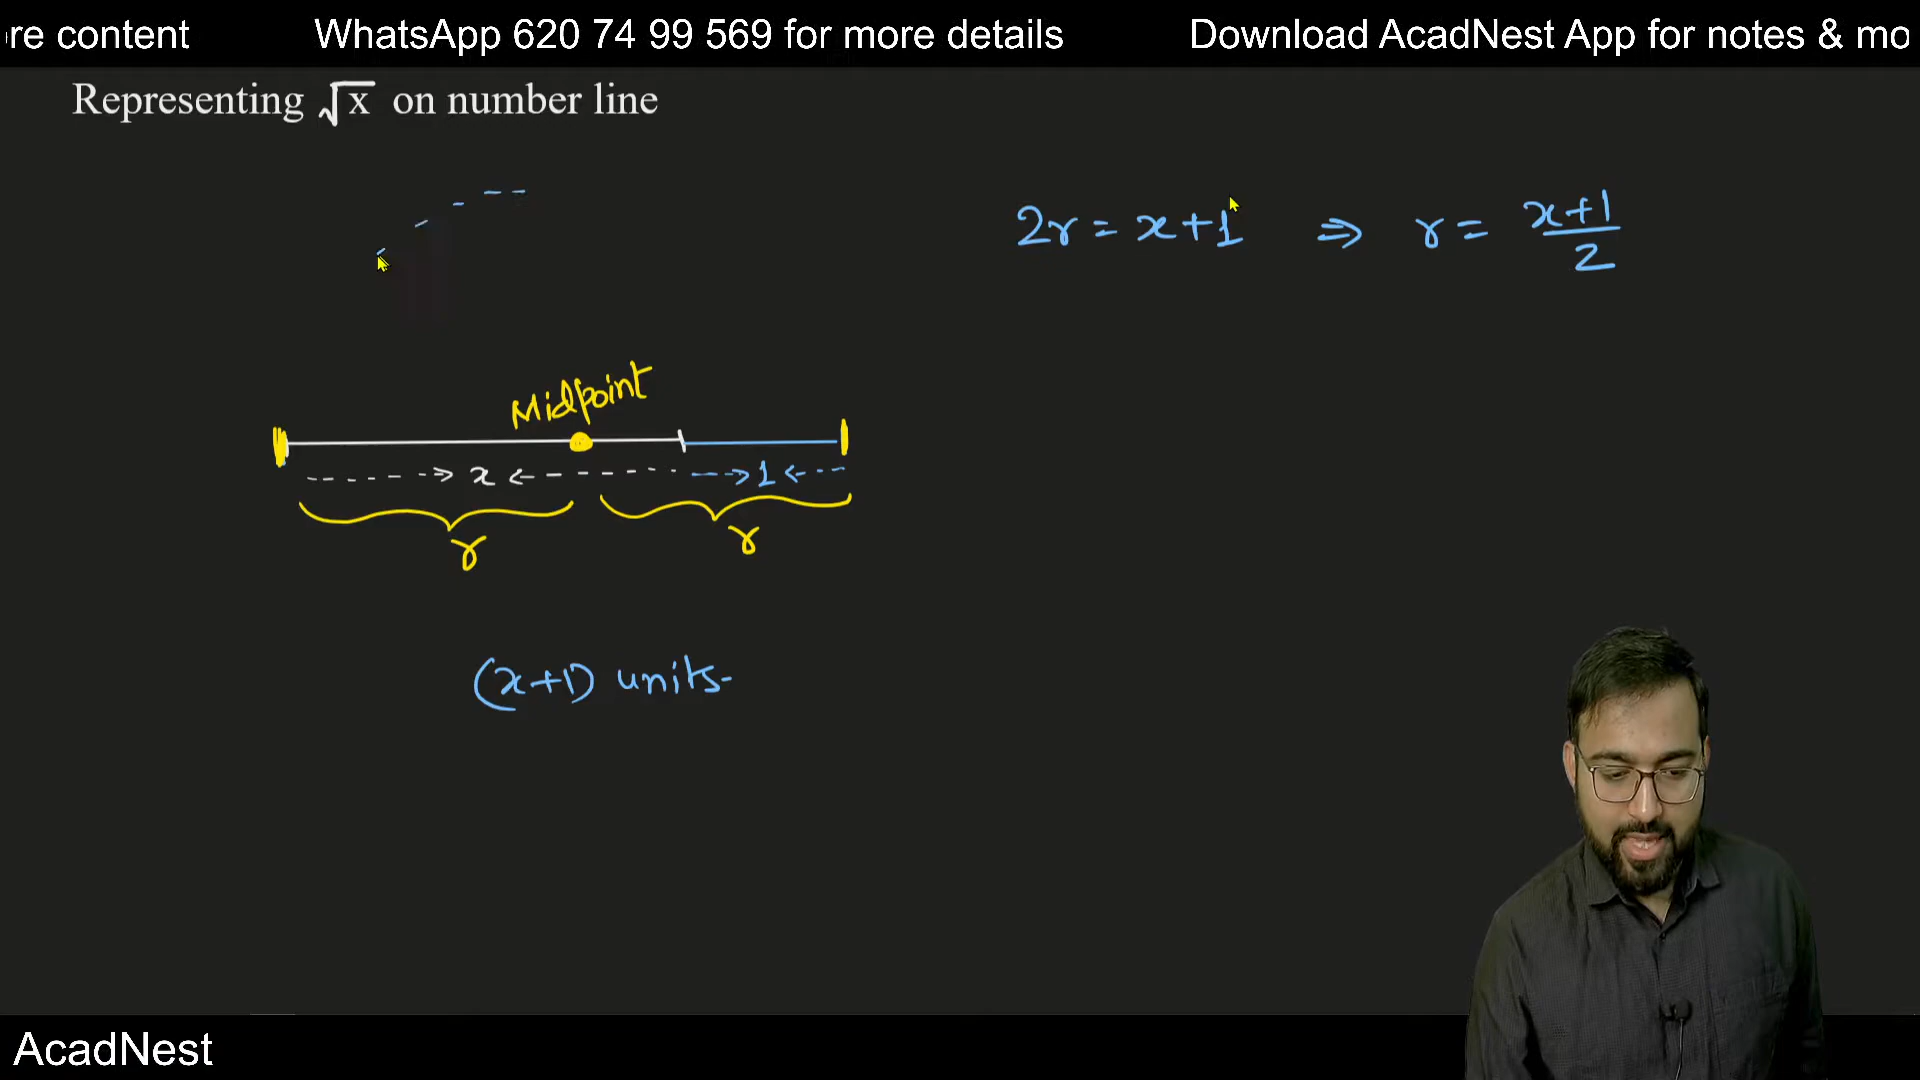 re content WhatsApp 620 74 99 569 for more details Download AcadNest App for notes & mo
Representing √x on number line
2r = x+1 ⇒ r = (x+1)/2
Midpoint
x 1
r r
(x+1) units
AcadNest